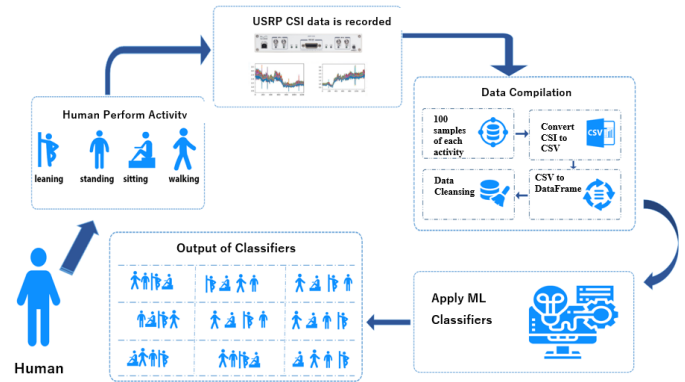 USRP CSI data is recorded
Human Perform Activity
leaning standing sitting walking
Data Compilation
100
samples
of each
activity
Convert
CSI to
CSV
CSV
CSV to
DataFrame
Data
Cleansing
Apply ML
Classifiers
Output of Classifiers
Human